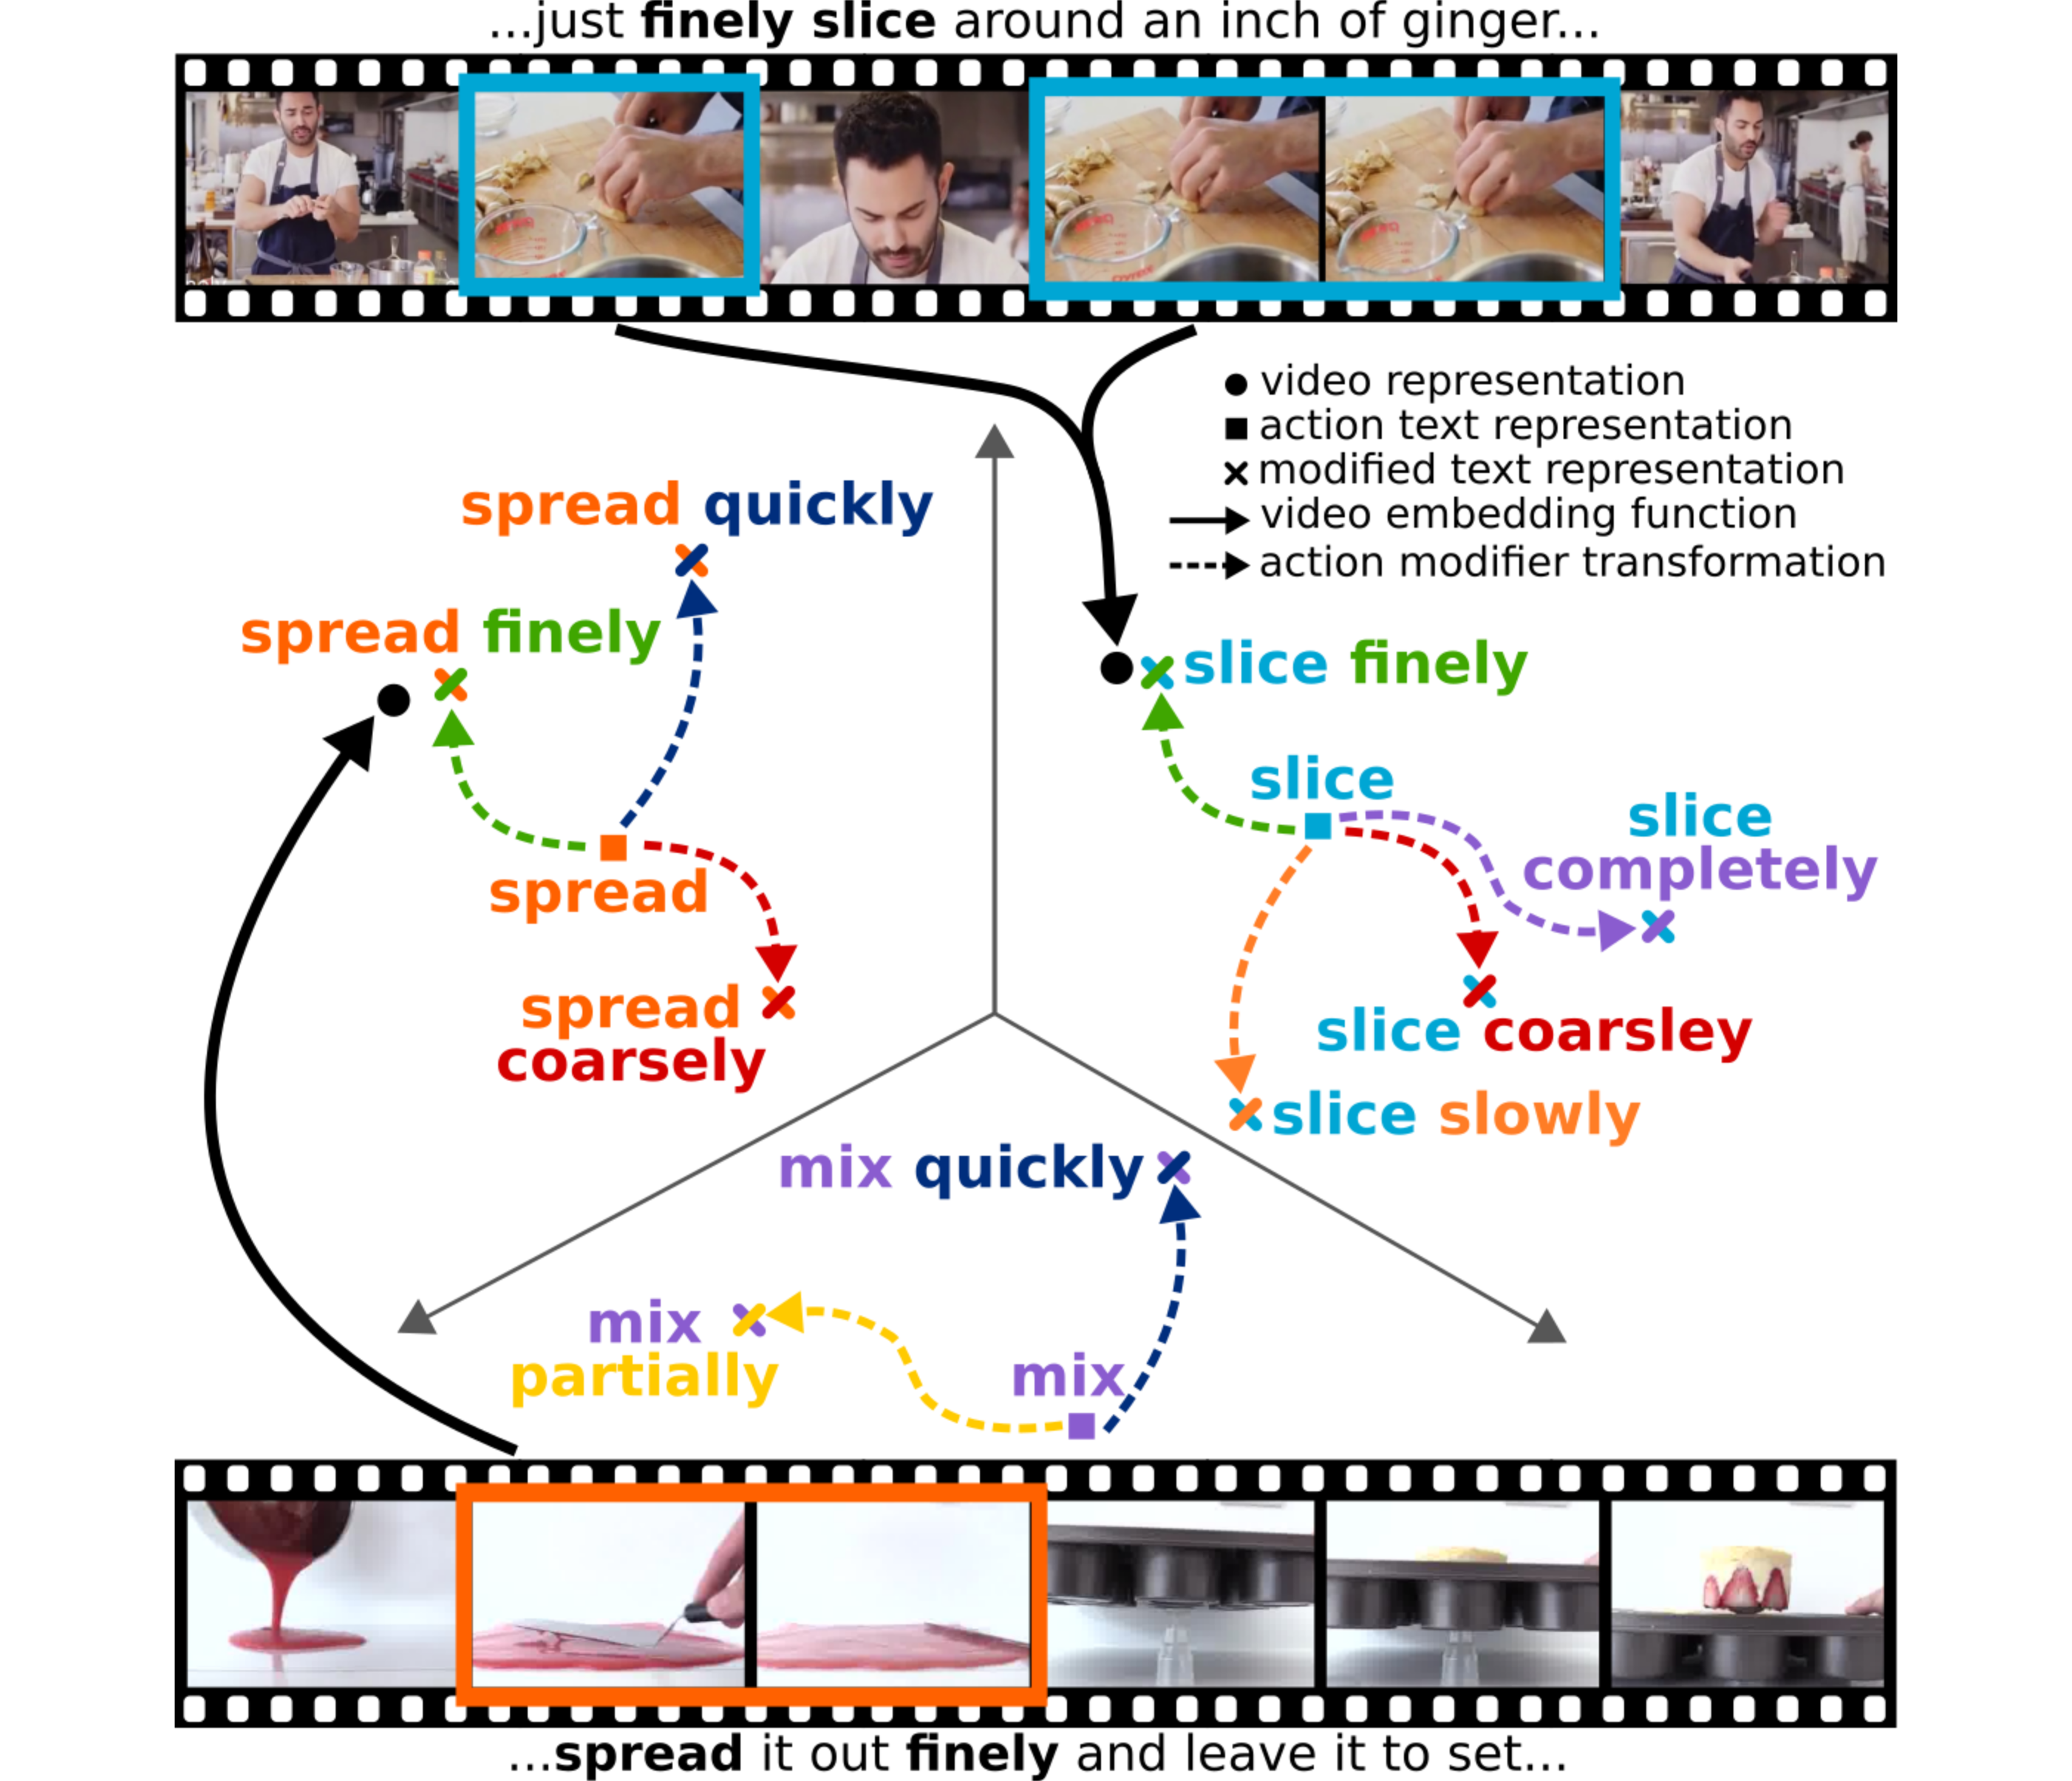 ...just finely slice around an inch of ginger...
video representation
action text representation
modified text representation
video embedding function
action modifier transformation
spread quickly
spread finely
spread
spread
coarsely
slice finely
slice
slice
completely
slice coarsley
slice slowly
mix quickly
mix
partially
mix
...spread it out finely and leave it to set...